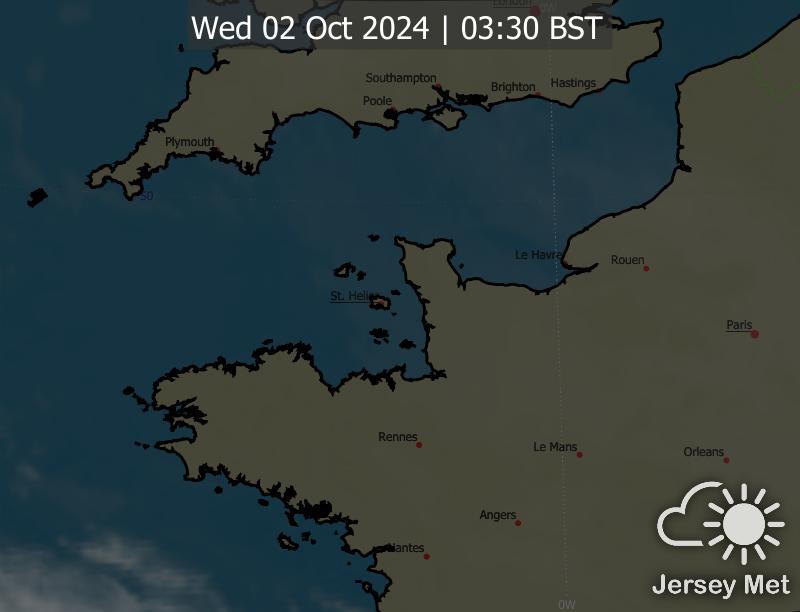 London
0W
Wed 02 Oct 2024 | 03:30 BST
Southampton
Brighton
Hastings
Poole
Plymouth
50
Le Havre
Rouen
St. Helier
Paris
Rennes
Le Mans
Orleans
Angers
Nantes
Jersey Met
0W